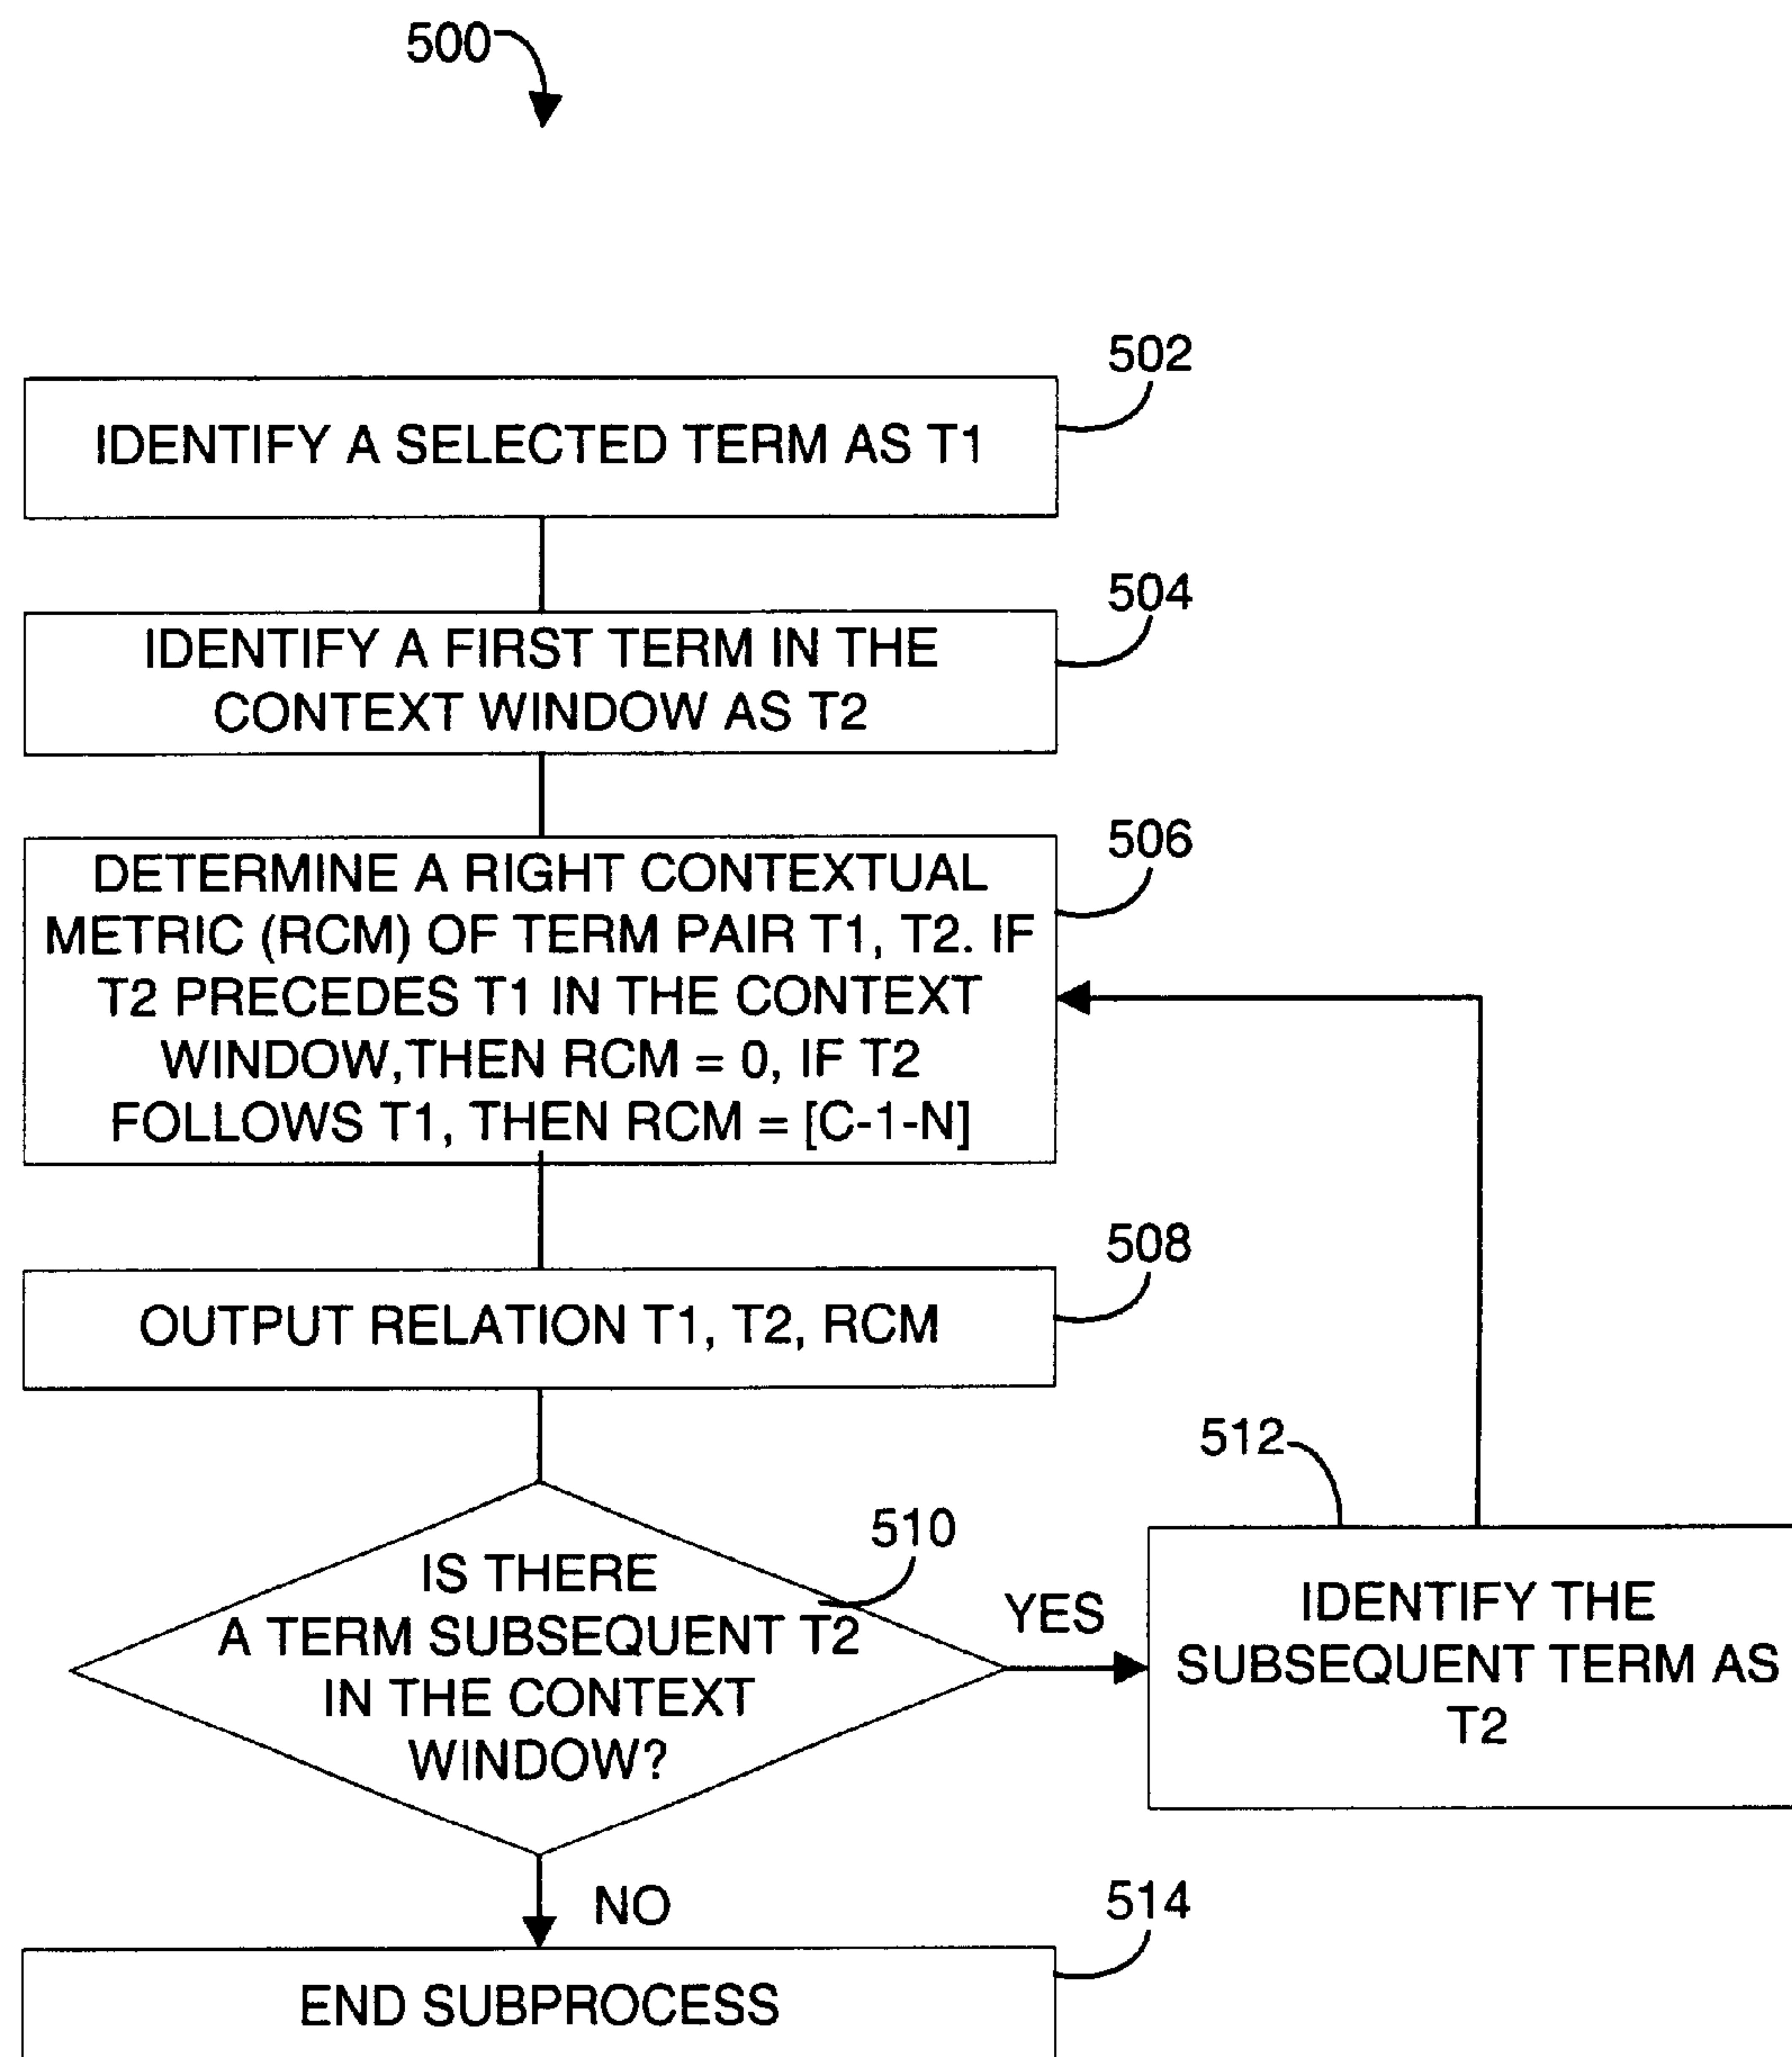 500
502
IDENTIFY A SELECTED TERM AS T1
504
IDENTIFY A FIRST TERM IN THE
CONTEXT WINDOW AS T2
506
DETERMINE A RIGHT CONTEXTUAL
METRIC (RCM) OF TERM PAIR T1, T2. IF
T2 PRECEDES T1 IN THE CONTEXT
WINDOW,THEN RCM = 0, IF T2
FOLLOWS T1, THEN RCM = [C-1-N]
508
OUTPUT RELATION T1, T2, RCM
510
IS THERE
A TERM SUBSEQUENT T2
IN THE CONTEXT
WINDOW?
YES
512
IDENTIFY THE
SUBSEQUENT TERM AS
T2
NO
514
END SUBPROCESS